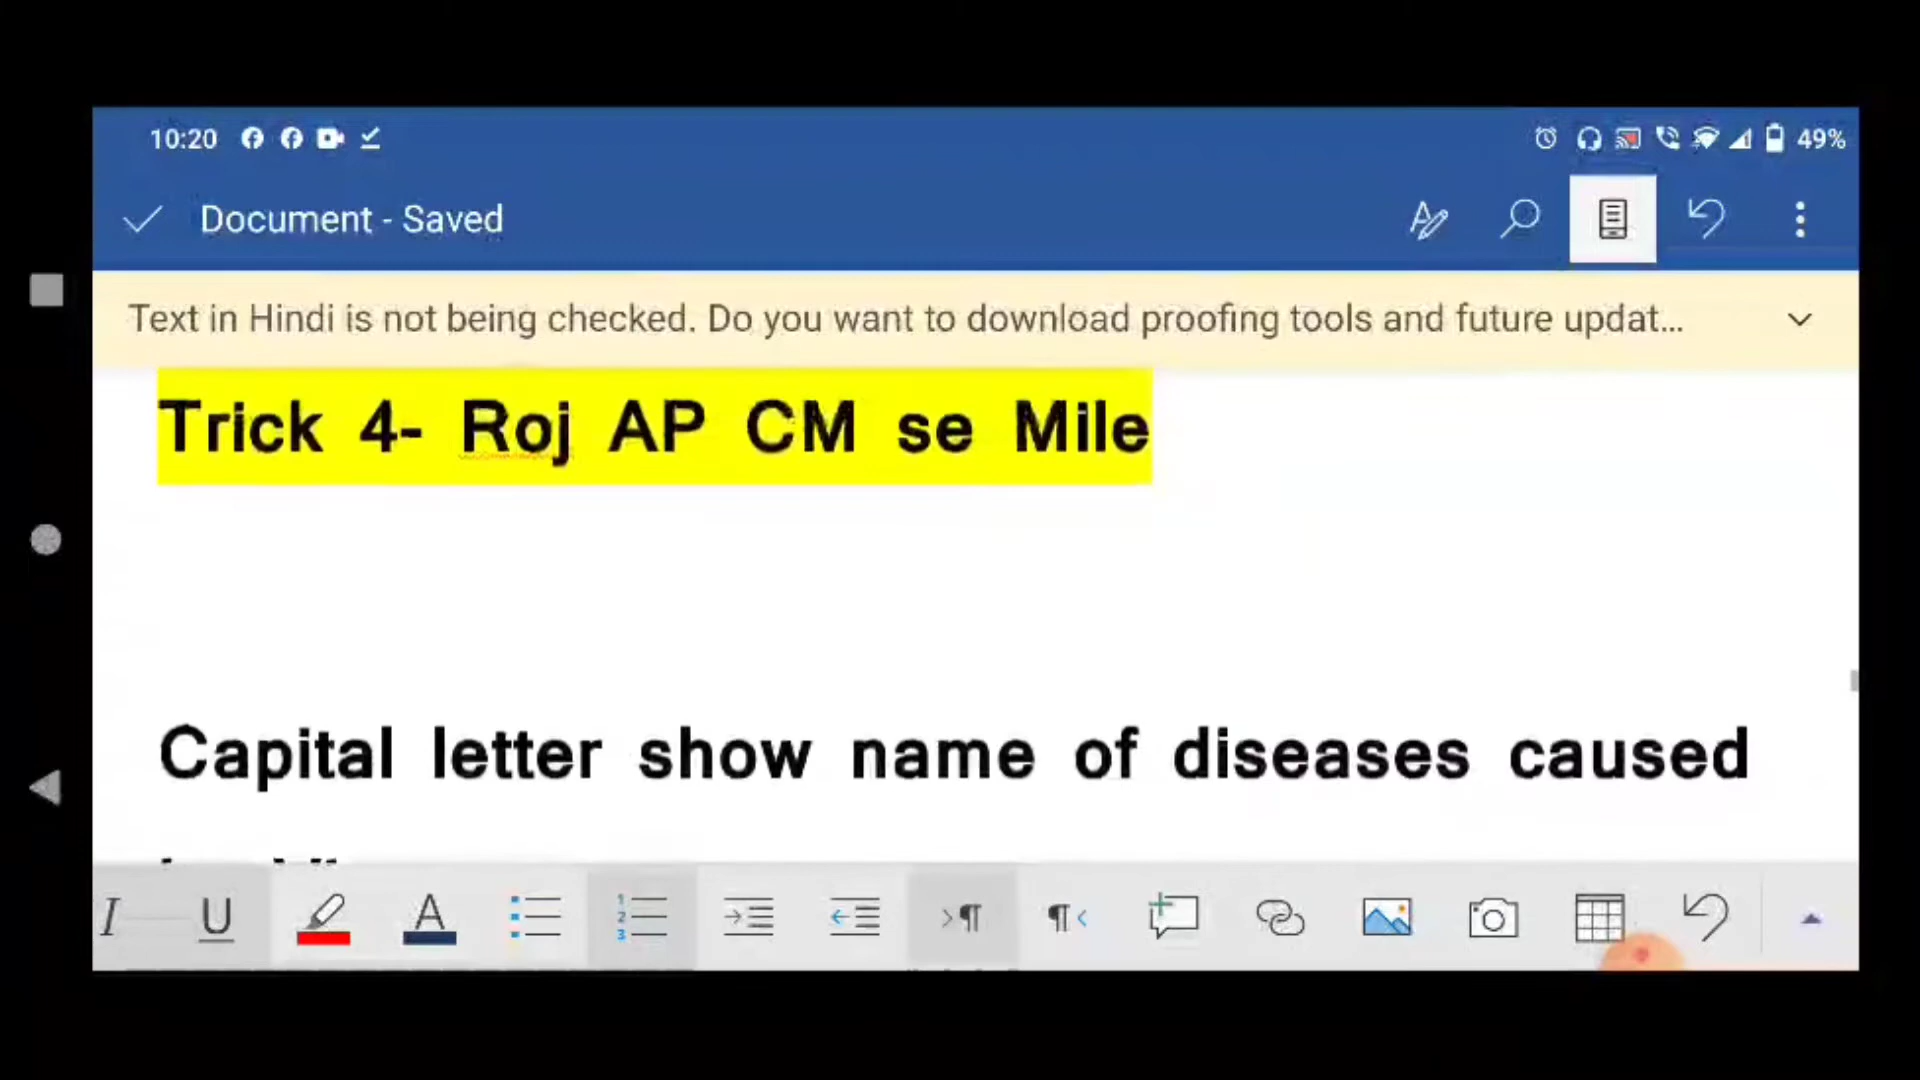 10:20 49%
Document - Saved
Text in Hindi is not being checked. Do you want to download proofing tools and future updat...
Trick 4- Roj AP CM se Mile
Capital letter show name of diseases caused